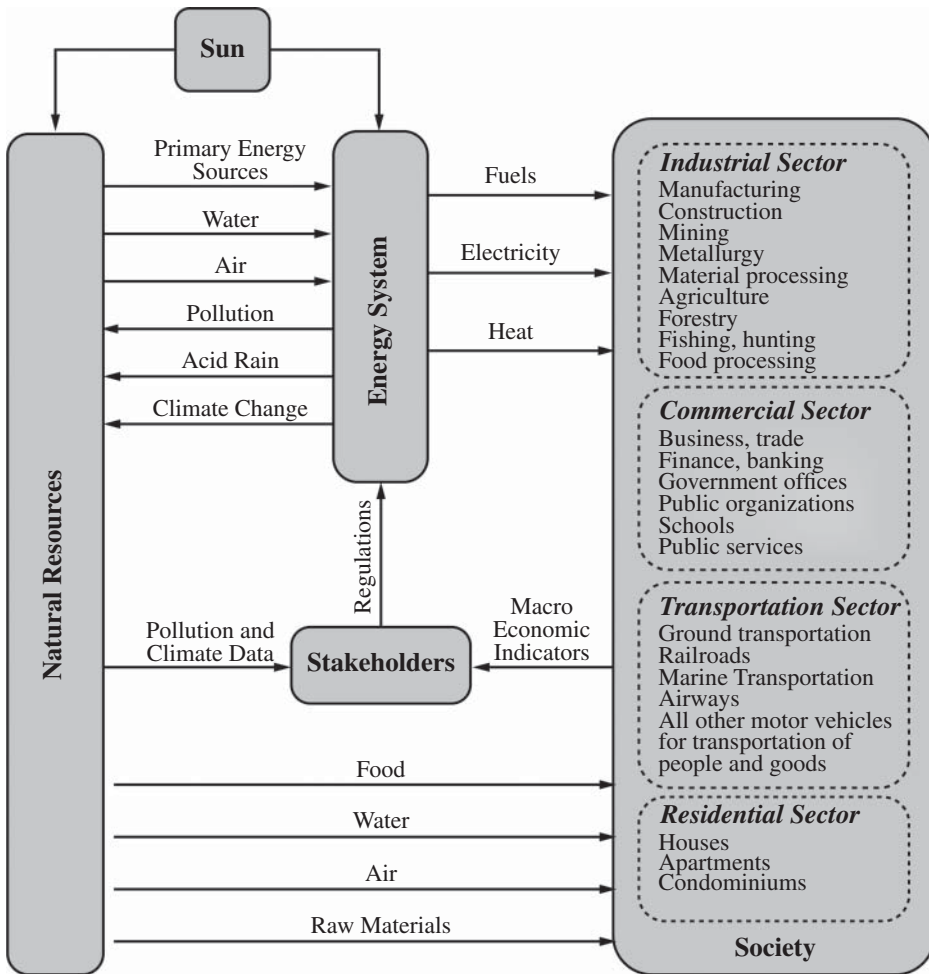 Sun
Primary Energy
Sources
Water
Air
Pollution
Acid Rain
Climate Change
Natural Resources
Energy System
Fuels
Electricity
Heat
Regulations
Pollution and
Climate Data
Stakeholders
Macro
Economic
Indicators
Food
Water
Air
Raw Materials
Industrial Sector
Manufacturing
Construction
Mining
Metallurgy
Material processing
Agriculture
Forestry
Fishing, hunting
Food processing
Commercial Sector
Business, trade
Finance, banking
Government offices
Public organizations
Schools
Public services
Transportation Sector
Ground transportation
Railroads
Marine Transportation
Airways
All other motor vehicles
for transportation of
people and goods
Residential Sector
Houses
Apartments
Condominiums
Society